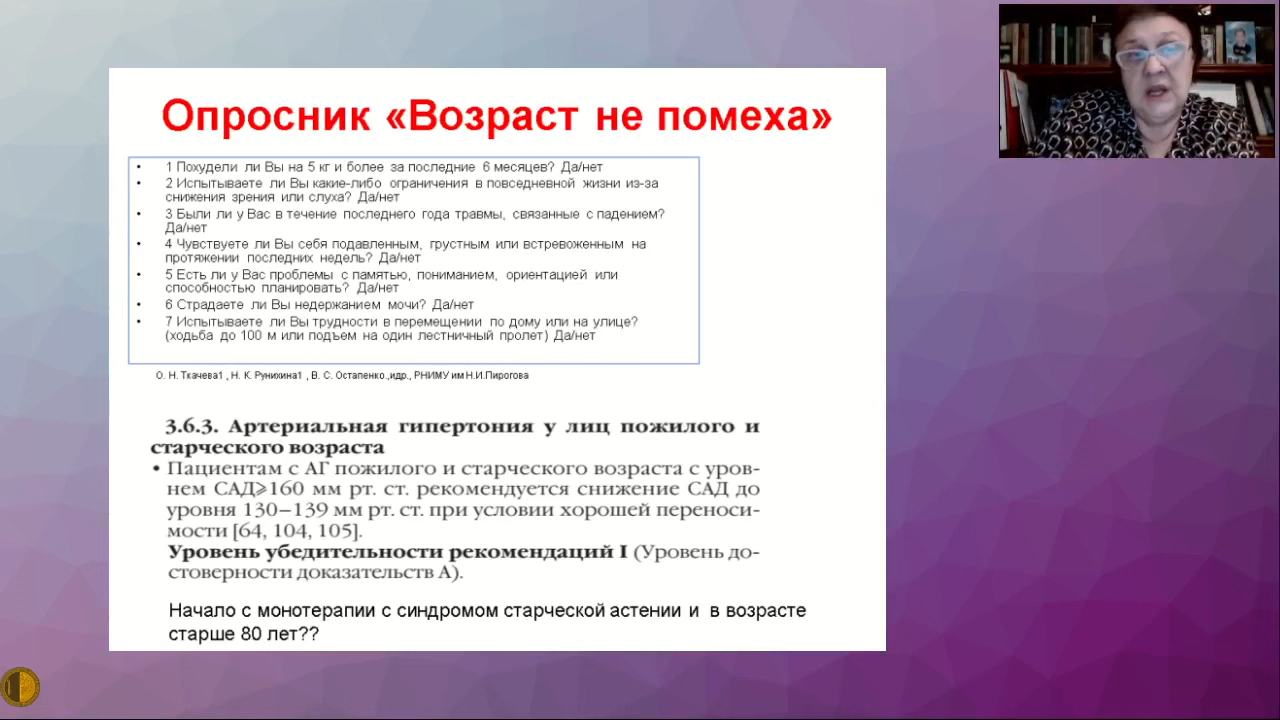 Опросник «Возраст не помеха»
• 1 Похудели ли Вы на 5 кг и более за последние 6 месяцев? Да/нет
• 2 Испытываете ли Вы какие-либо ограничения в повседневной жизни из-за
снижения зрения или слуха? Да/нет
• 3 Были ли у Вас в течение последнего года травмы, связанные с падением?
Да/нет
• 4 Чувствуете ли Вы себя подавленным, грустным или встревоженным на
протяжении последних недель? Да/нет
• 5 Есть ли у Вас проблемы с памятью, пониманием, ориентацией или
способностью планировать? Да/нет
• 6 Страдаете ли Вы недержанием мочи? Да/нет
• 7 Испытываете ли Вы трудности в перемещении по дому или на улице?
(ходьба до 100 м или подъем на один лестничный пролет) Да/нет
О. Н. Ткачева1 , Н. К. Рунихина1 , В. С. Остапенко.,идр., РНИМУ им Н.И.Пирогова
3.6.3. Артериальная гипертония у лиц пожилого и
старческого возраста
• Пациентам с АГ пожилого и старческого возраста с уров-
нем САД⩾160 мм рт. ст. рекомендуется снижение САД до
уровня 130–139 мм рт. ст. при условии хорошей переноси-
мости [64, 104, 105].
Уровень убедительности рекомендаций I (Уровень до-
стоверности доказательств А).
Начало с монотерапии с синдромом старческой астении и в возрасте
старше 80 лет??